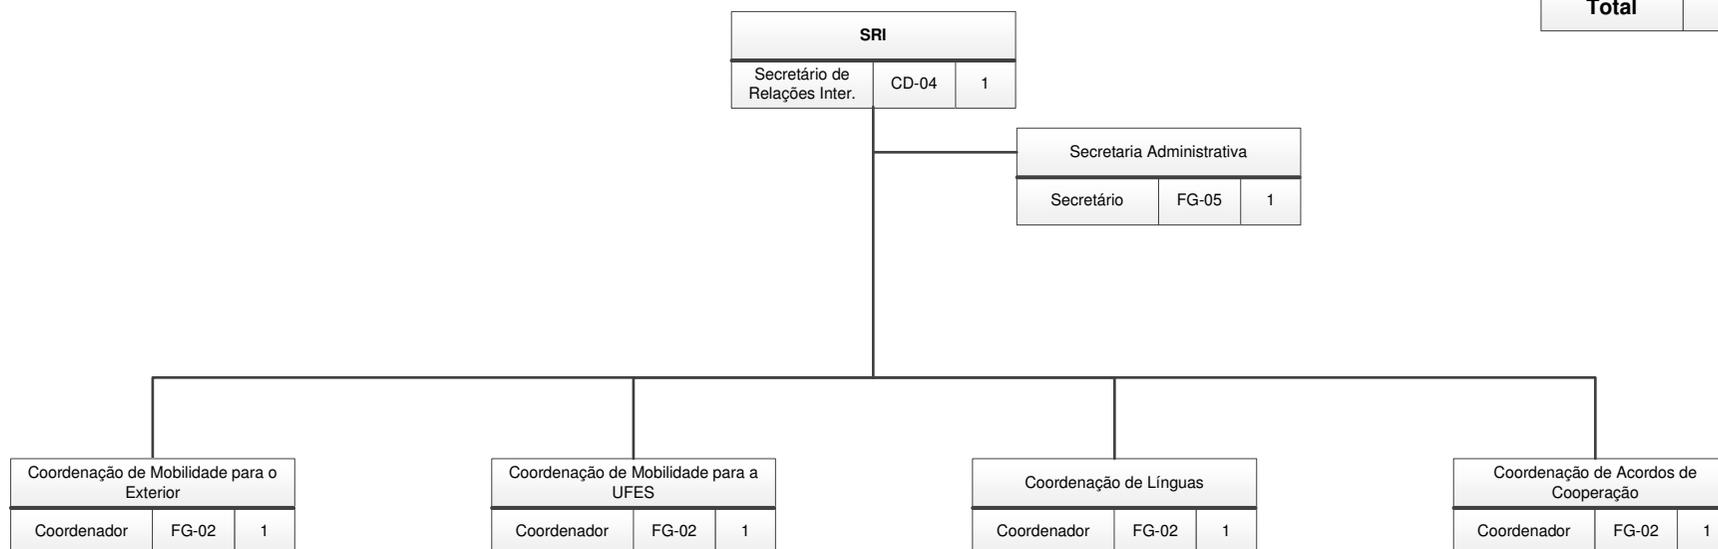 Total
SRI
Secretário de
Relações Inter.
CD-04
1
Secretaria Administrativa
Secretário
FG-05
1
Coordenação de Mobilidade para o
Exterior
Coordenador
FG-02
1
Coordenação de Mobilidade para a
UFES
Coordenador
FG-02
1
Coordenação de Línguas
Coordenador
FG-02
1
Coordenação de Acordos de
Cooperação
Coordenador
FG-02
1